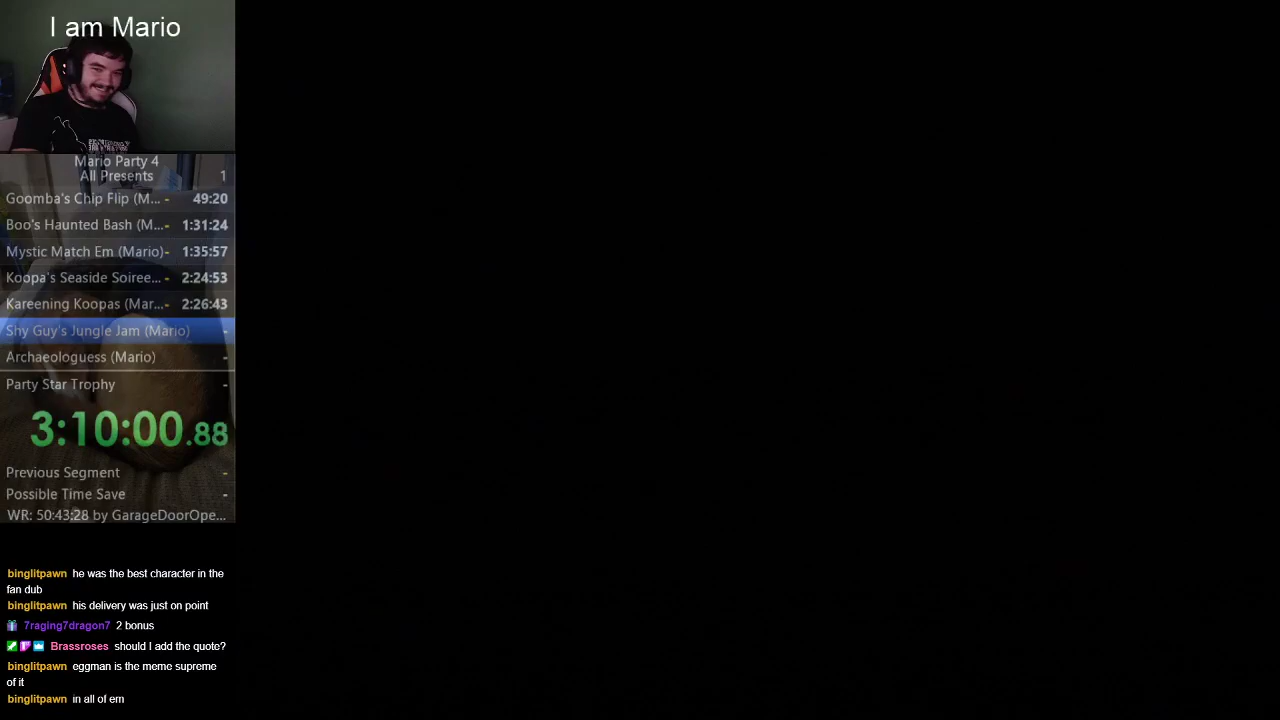 I am Mario
Mario Party 4
All Presents 1
Goomba's Chip Flip (M... - 49:20
Boo's Haunted Bash (M... - 1:31:24
Mystic Match Em (Mario) - 1:35:57
Koopa's Seaside Soiree... - 2:24:53
Kareening Koopas (Mar... - 2:26:43
Shy Guy's Jungle Jam (Mario) -
Archaeologuess (Mario) -
Party Star Trophy -
3:10:00.88
Previous Segment -
Possible Time Save -
WR: 50:43:28 by GarageDoorOpe...
binglitpawn he was the best character in the
fan dub
binglitpawn his delivery was just on point
7raging7dragon7 2 bonus
Brassroses should I add the quote?
binglitpawn eggman is the meme supreme
of it
binglitpawn in all of em